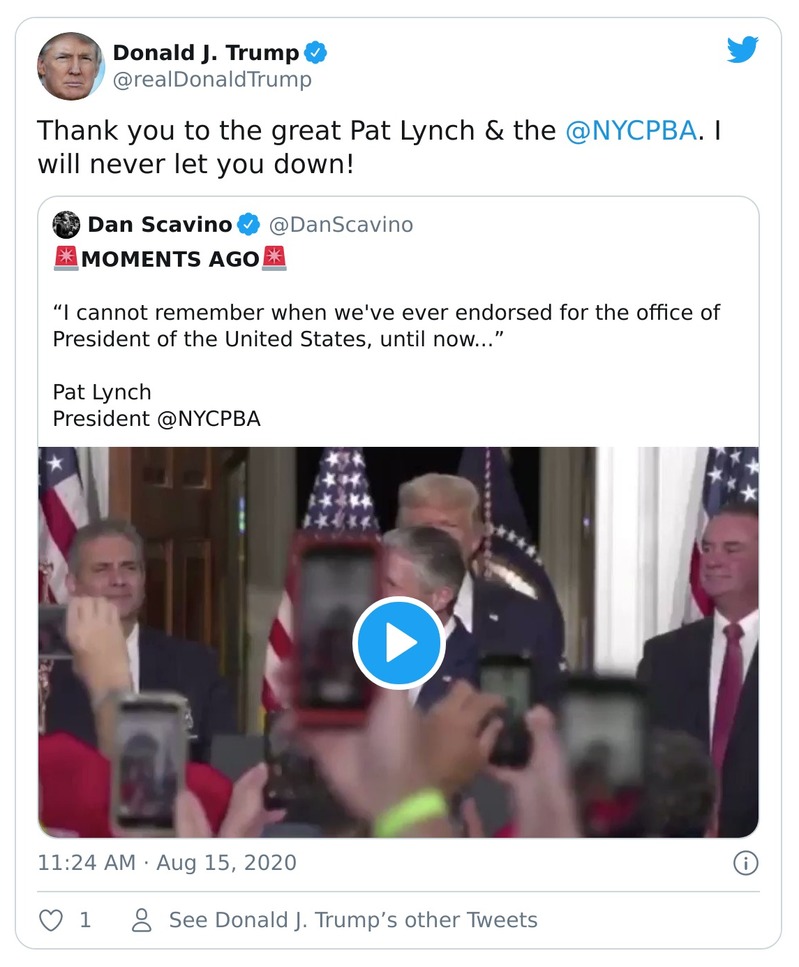 Donald J. Trump
@realDonaldTrump
Thank you to the great Pat Lynch & the @NYCPBA. I
will never let you down!
Dan Scavino @DanScavino
🚨MOMENTS AGO🚨
“I cannot remember when we've ever endorsed for the office of
President of the United States, until now...”
Pat Lynch
President @NYCPBA
11:24 AM · Aug 15, 2020
1 See Donald J. Trump’s other Tweets